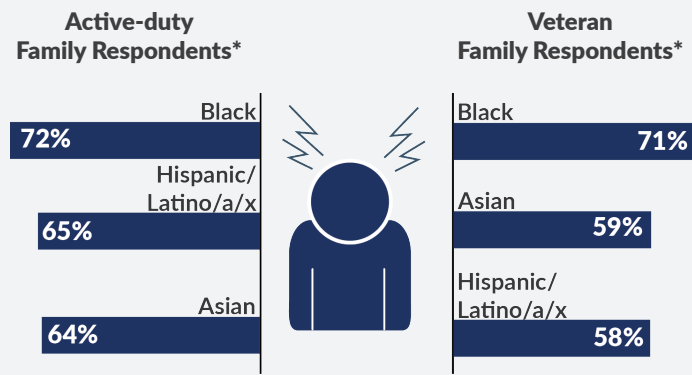 Active-duty
Family Respondents*
Black
72%
Hispanic/
Latino/a/x
65%
Asian
64%
Veteran
Family Respondents*
Black
71%
Asian
59%
Hispanic/
Latino/a/x
58%